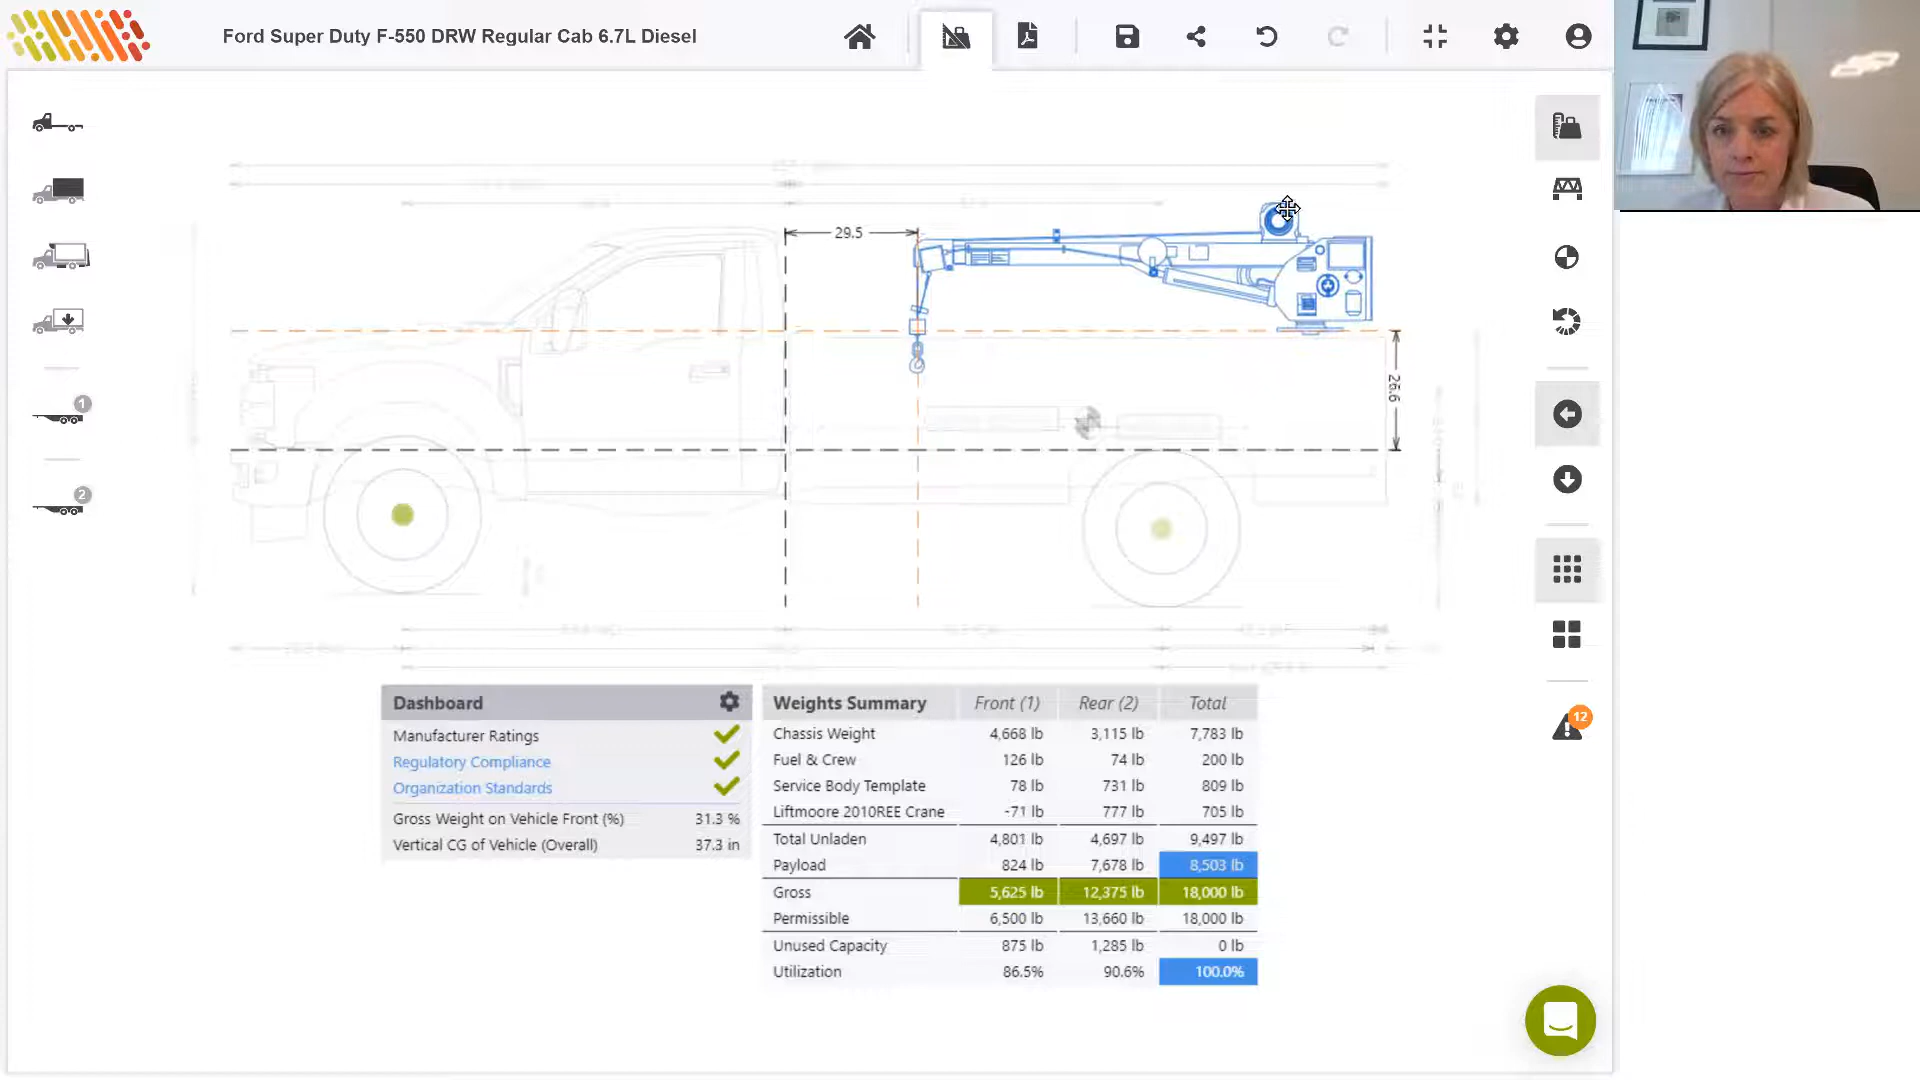 Ford Super Duty F-550 DRW Regular Cab 6.7L Diesel
29.5
26.6
1
2
12
Dashboard
Manufacturer Ratings
Regulatory Compliance
Organization Standards
Gross Weight on Vehicle Front (%) 31.3 %
Vertical CG of Vehicle (Overall) 37.3 in
Weights Summary Front (1) Rear (2) Total
Chassis Weight 4,668 lb 3,115 lb 7,783 lb
Fuel & Crew 126 lb 74 lb 200 lb
Service Body Template 78 lb 731 lb 809 lb
Liftmoore 2010REE Crane -71 lb 777 lb 705 lb
Total Unladen 4,801 lb 4,697 lb 9,497 lb
Payload 824 lb 7,678 lb 8,503 lb
Gross 5,625 lb 12,375 lb 18,000 lb
Permissible 6,500 lb 13,660 lb 18,000 lb
Unused Capacity 875 lb 1,285 lb 0 lb
Utilization 86.5% 90.6% 100.0%